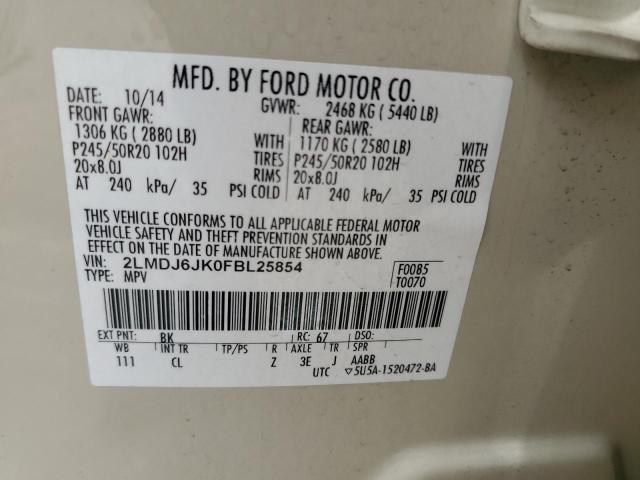 MFD. BY FORD MOTOR CO.
DATE: 10/14 GVWR: 2468 KG ( 5440 LB)
FRONT GAWR: REAR GAWR:
1306 KG ( 2880 LB) WITH 1170 KG ( 2580 LB) WITH
P245/50R20 102H TIRES P245/50R20 102H TIRES
20x8.0J RIMS 20x8.0J RIMS
AT 240 kPa/ 35 PSI COLD AT 240 kPa/ 35 PSI COLD
THIS VEHICLE CONFORMS TO ALL APPLICABLE FEDERAL MOTOR
VEHICLE SAFETY AND THEFT PREVENTION STANDARDS IN
EFFECT ON THE DATE OF MANUFACTURE SHOWN ABOVE.
VIN: 2LMDJ6JK0FBL25854 F0085
TYPE: MPV T0070
EXT PNT: BK RC: 67 DSO:
WB INT TR TP/PS R AXLE TR SPR
111 CL Z 3E J AABB
UTC ▽5U5A-1520472-BA